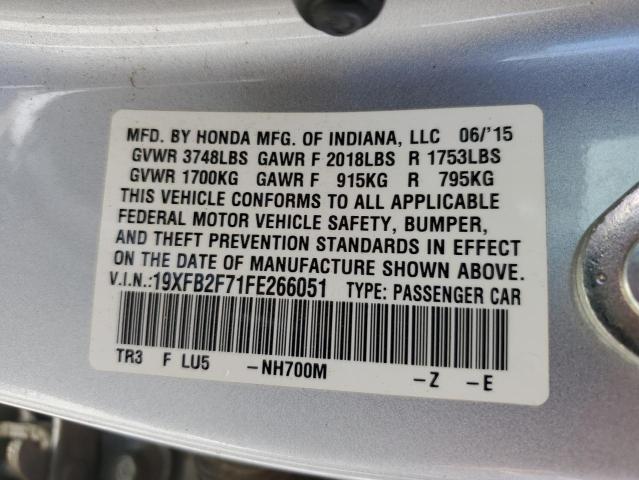 MFD. BY HONDA MFG. OF INDIANA, LLC 06/'15
GVWR 3748LBS GAWR F 2018LBS R 1753LBS
GVWR 1700KG GAWR F 915KG R 795KG
THIS VEHICLE CONFORMS TO ALL APPLICABLE
FEDERAL MOTOR VEHICLE SAFETY, BUMPER,
AND THEFT PREVENTION STANDARDS IN EFFECT
ON THE DATE OF MANUFACTURE SHOWN ABOVE.
V.I.N.:19XFB2F71FE266051 TYPE: PASSENGER CAR
TR3 F LU5 -NH700M -Z -E